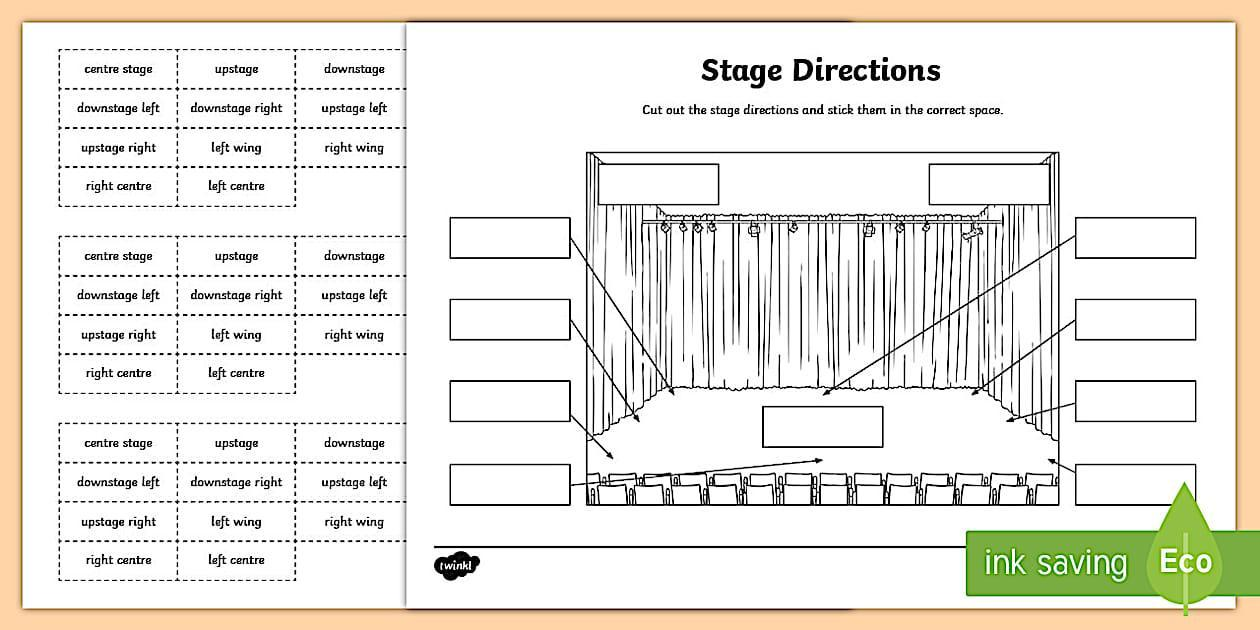 centre stage upstage downstage
downstage left downstage right upstage left
upstage right left wing right wing
right centre left centre
centre stage upstage downstage
downstage left downstage right upstage left
upstage right left wing right wing
right centre left centre
centre stage upstage downstage
downstage left downstage right upstage left
upstage right left wing right wing
right centre left centre
Stage Directions
Cut out the stage directions and stick them in the correct space.
twinkl
ink saving Eco